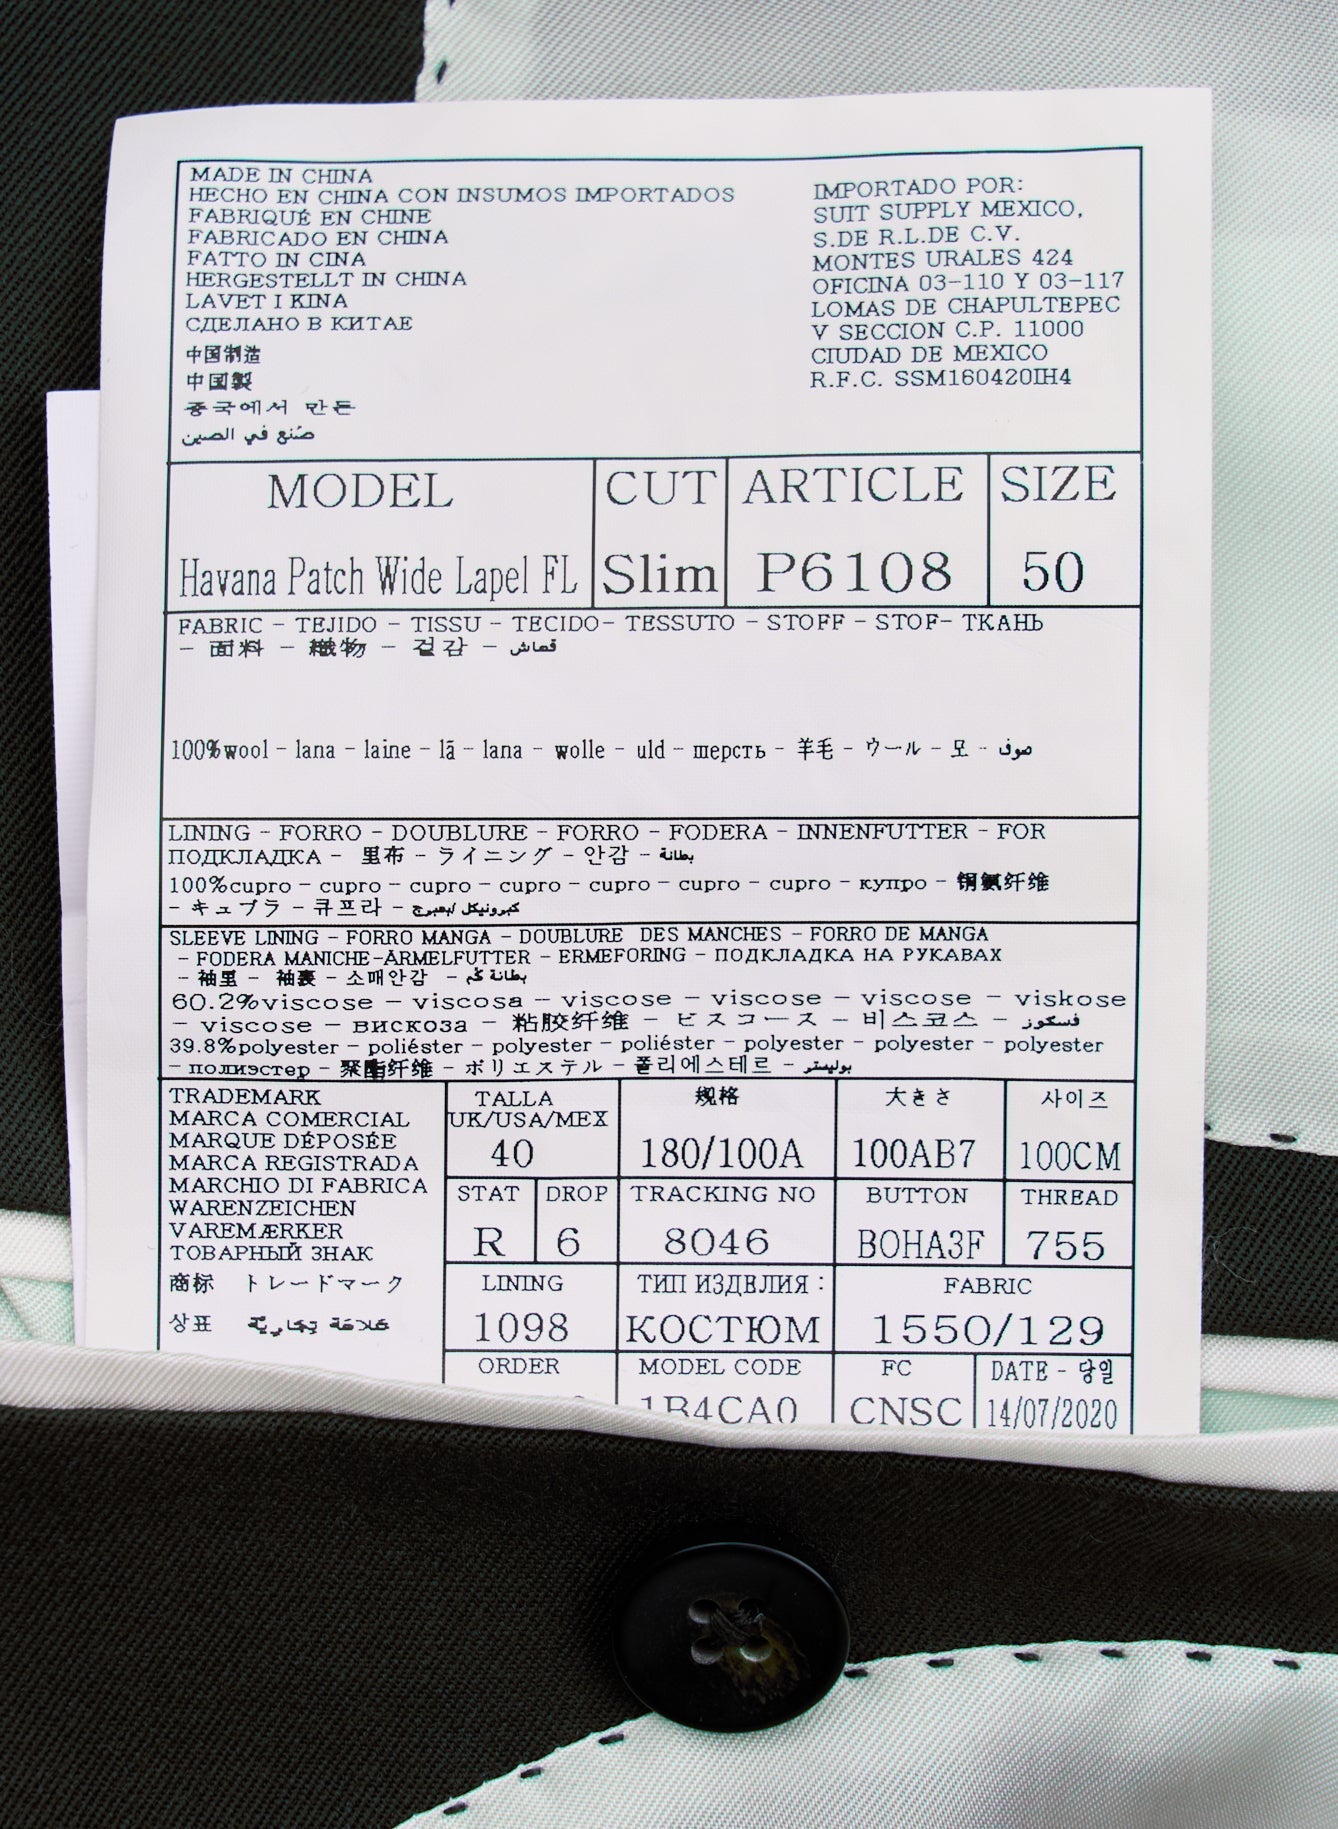 MADE IN CHINA
HECHO EN CHINA CON INSUMOS IMPORTADOS
FABRIQUÉ EN CHINE
FABRICADO EN CHINA
FATTO IN CINA
HERGESTELLT IN CHINA
LAVET I KINA
СДЕЛАНО В КИТАЕ
中国制造
中国製
중국에서 만든
صُنع في الصين
IMPORTADO POR:
SUIT SUPPLY MEXICO,
S.DE R.L.DE C.V.
MONTES URALES 424
OFICINA 03-110 Y 03-117
LOMAS DE CHAPULTEPEC
V SECCION C.P. 11000
CIUDAD DE MEXICO
R.F.C. SSM160420IH4
MODEL CUT ARTICLE SIZE
Havana Patch Wide Lapel FL Slim P6108 50
FABRIC - TEJIDO - TISSU - TECIDO- TESSUTO - STOFF - STOF- ТКАНЬ
- 面料 - 織物 - 겉감 - قماش
100%wool - lana - laine - lã - lana - wolle - uld - шерсть - 羊毛 - ウール - 모 - صوف
LINING - FORRO - DOUBLURE - FORRO - FODERA - INNENFUTTER - FOR
ПОДКЛАДКА - 里布 - ライニング - 안감 - بطانة
100%cupro - cupro - cupro - cupro - cupro - cupro - cupro - купро - 铜氨纤维
- キュプラ - 큐프라 -
SLEEVE LINING - FORRO MANGA - DOUBLURE DES MANCHES - FORRO DE MANGA
- FODERA MANICHE-ÄRMELFUTTER - ERMEFORING - ПОДКЛАДКА НА РУКАВАХ
- 袖里 - 袖裏 - 소매안감 - بطانة كم
60.2%viscose - viscosa - viscose - viscose - viscose - viskose
- viscose - вискоза - 粘胶纤维 - ビスコース - 비스코스 - فسكوز
39.8%polyester - poliéster - polyester - poliéster - polyester - polyester - polyester
- полиэстер - 聚酯纤维 - ポリエステル - 폴리에스테르 - بوليستر
TRADEMARK
MARCA COMERCIAL
MARQUE DÉPOSÉE
MARCA REGISTRADA
MARCHIO DI FABRICA
WARENZEICHEN
VAREMÆRKER
ТОВАРНЫЙ ЗНАК
商标 トレードマーク
상표 علامة تجارية
TALLA 规格 大きさ 사이즈
UK/USA/MEX
40 180/100A 100AB7 100CM
STAT DROP TRACKING NO BUTTON THREAD
R 6 8046 BOHA3F 755
LINING ТИП ИЗДЕЛИЯ : FABRIC
1098 КОСТЮМ 1550/129
ORDER MODEL CODE FC DATE - 당일
1B4CA0 CNSC 14/07/2020